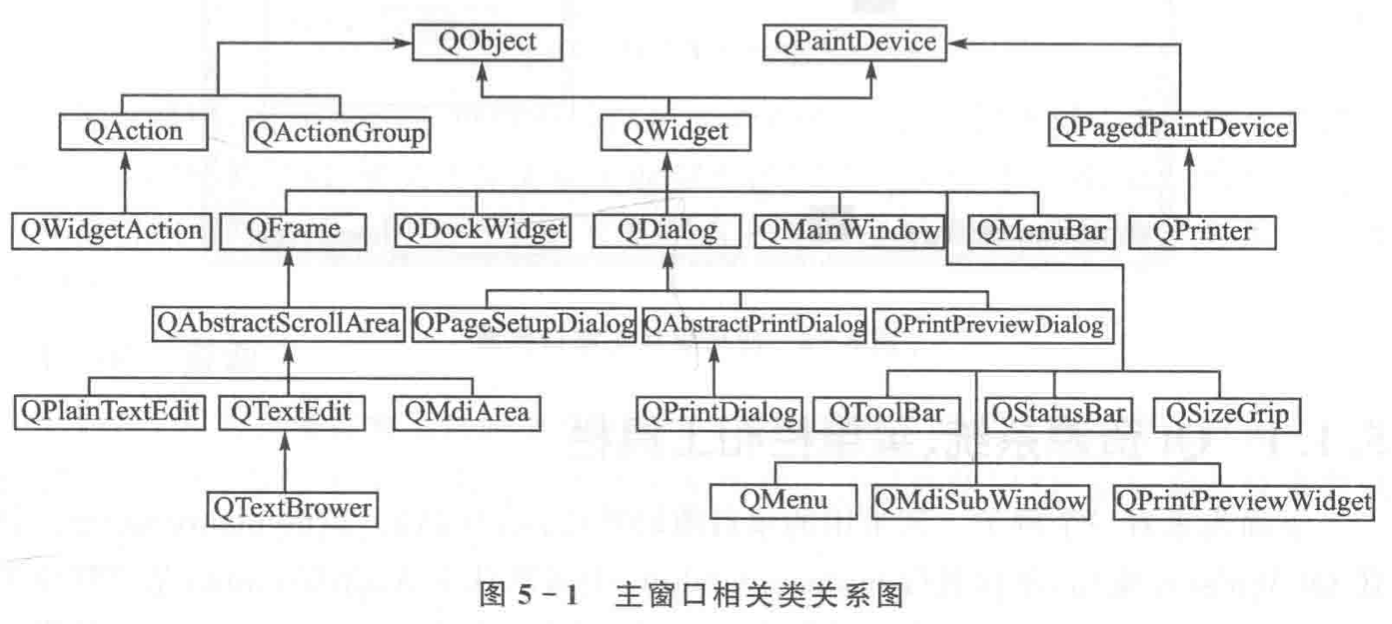 QObject
QPaintDevice
QAction
QActionGroup
QWidget
QPagedPaintDevice
QWidgetAction
QFrame
QDockWidget
QDialog
QMainWindow
QMenuBar
QPrinter
QAbstractScrollArea
QPageSetupDialog
QAbstractPrintDialog
QPrintPreviewDialog
QPlainTextEdit
QTextEdit
QMdiArea
QPrintDialog
QToolBar
QStatusBar
QSizeGrip
QTextBrower
QMenu
QMdiSubWindow
QPrintPreviewWidget
图 5-1 主窗口相关类关系图